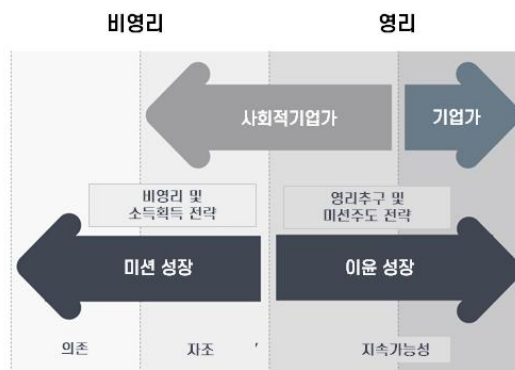 비영리 영리
사회적기업가 기업가
비영리 및
소득획득 전략
영리추구 및
미션주도 전략
미션 성장 이윤 성장
의존 자조 ′ 지속가능성